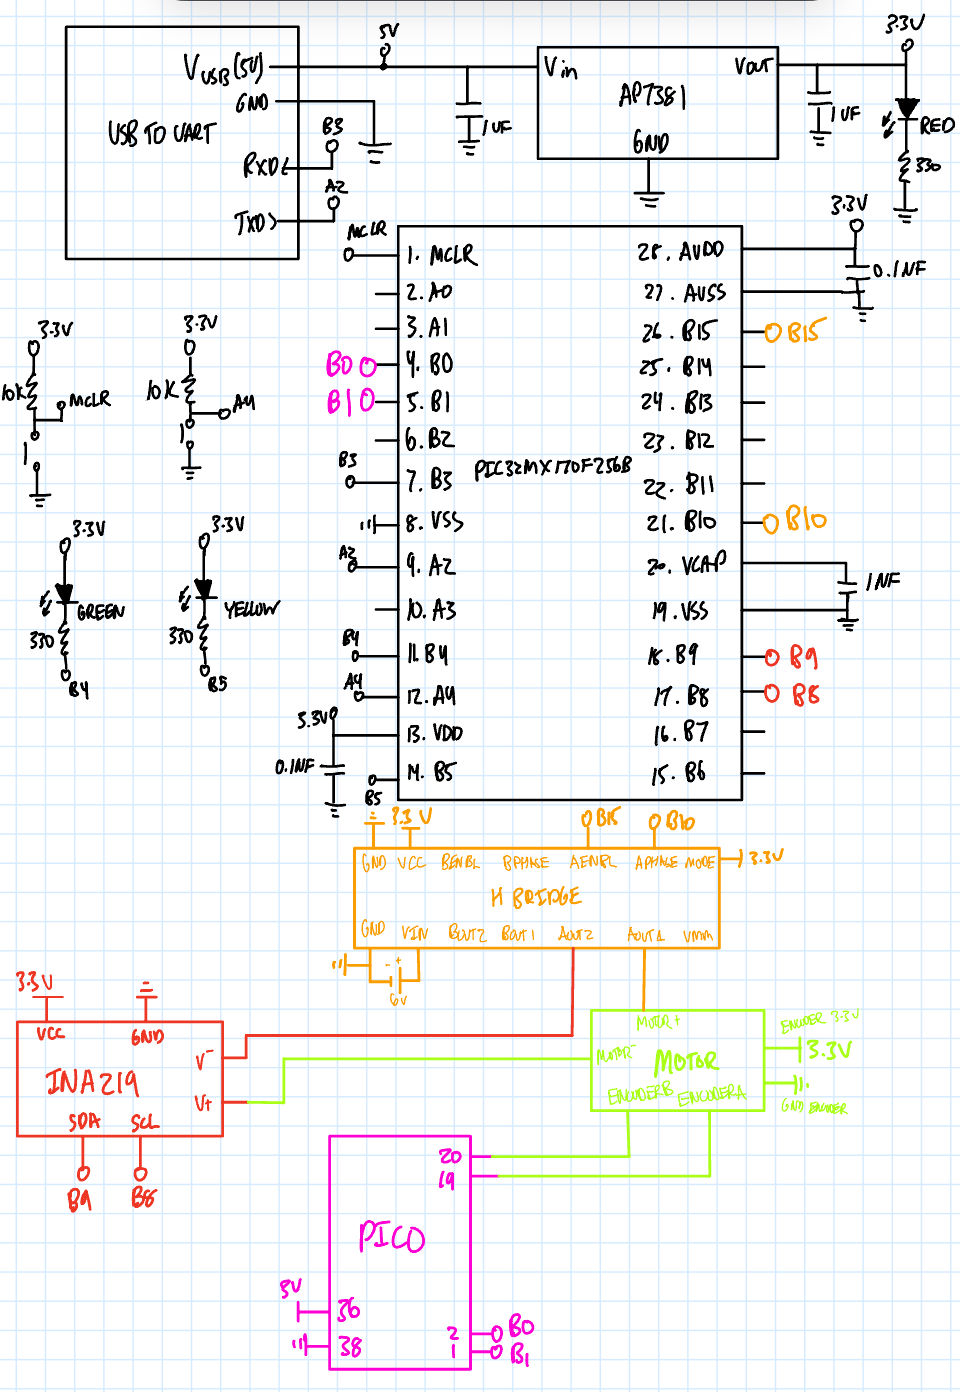 5V
3.3V
VUSB (5V)
Vin
VOUT
AP7381
GND
1UF
1UF
RED
330
GND
USB TO UART
B3
RXD
A2
TXD
MCLR
3.3V
0.1NF
1. MCLR
2. A0
3. A1
B0
4. B0
B1
5. B1
6. B2
B3
7. B3
8. VSS
A2
9. A2
10. A3
B4
11. B4
A4
12. A4
3.3V
13. VDD
0.1NF
14. B5
B5
PIC32MX170F256B
28. AVDD
27. AVSS
26. B15
B15
25. B14
24. B13
23. B12
22. B11
21. B10
B10
20. VCAP
1NF
19. VSS
18. B9
B9
17. B8
B8
16. B7
15. B6
3.3V
10K
MCLR
3.3V
10K
A4
3.3V
GREEN
330
B4
3.3V
YELLOW
330
B5
3.3V
B15
B10
GND VCC BENBL BPHASE AENBL APHASE MODE
3.3V
H BRIDGE
GND VIN BOUT2 BOUT1 AOUT2 AOUT1 VMM
- +
6V
3.3V
VCC
GND
V-
INA219
V+
SDA
SCL
B9
B8
MOTOR+
ENCODER 3.3V
MOTOR-
MOTOR
3.3V
ENCODERB
ENCODERA
GND ENCODER
20
19
PICO
3V
36
38
2
B0
1
B1